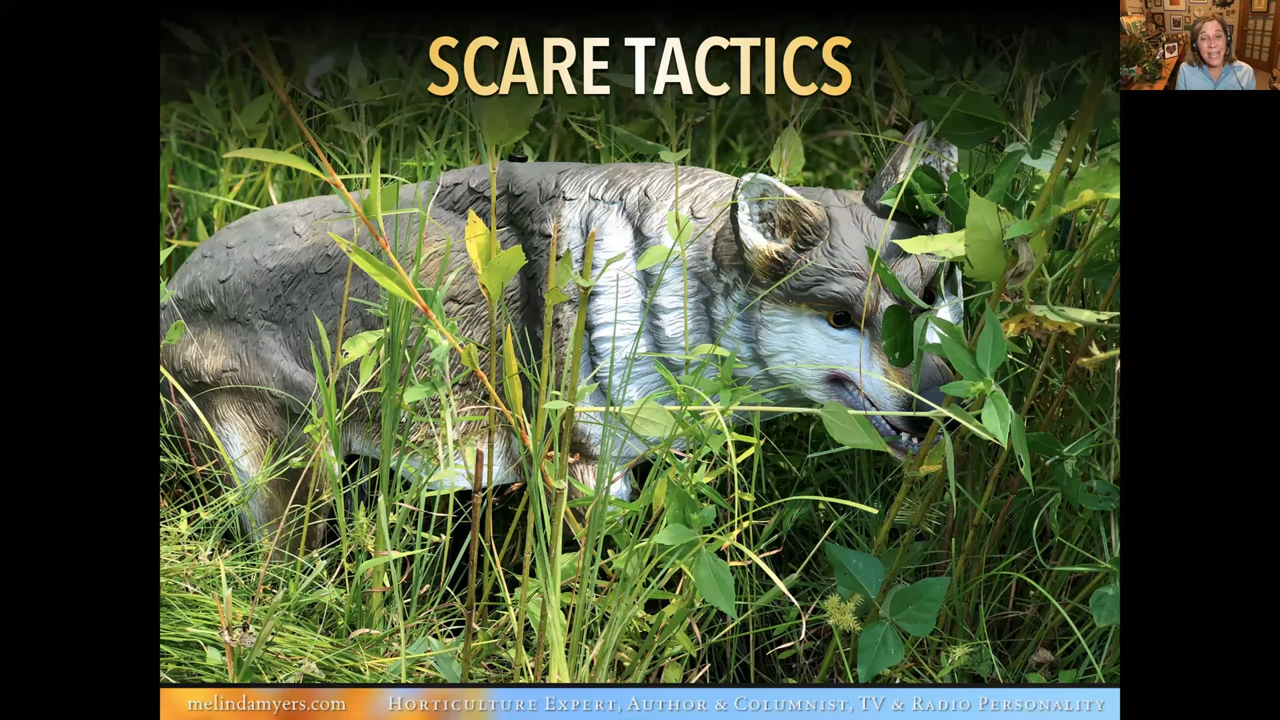 SCARE TACTICS
melindamyers.com HORTICULTURE EXPERT, AUTHOR & COLUMNIST, TV & RADIO PERSONALITY